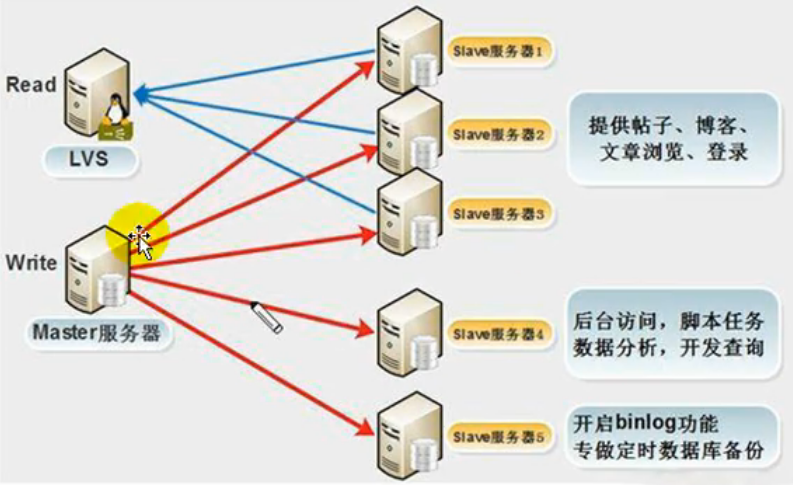 Read
LVS
Write
Master服务器
Slave服务器1
Slave服务器2
Slave服务器3
Slave服务器4
Slave服务器5
提供帖子、博客、
文章浏览、登录
后台访问，脚本任务
数据分析，开发查询
开启binlog功能
专做定时数据库备份